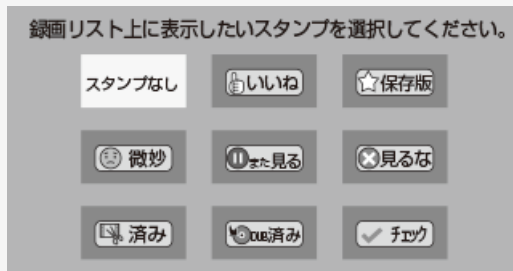 録画リスト上に表示したいスタンプを選択してください。
スタンプなし
いいね
保存版
微妙
また見る
見るな
済み
DUB済み
チェック